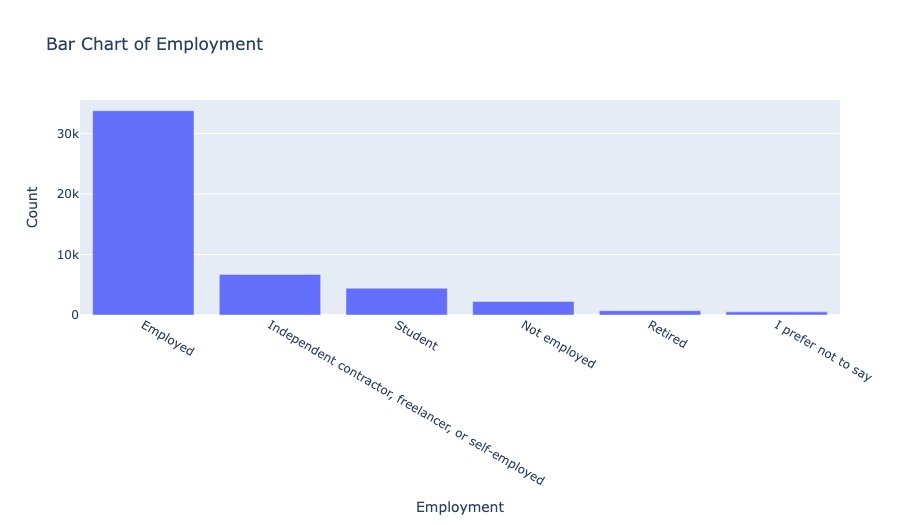 Bar Chart of Employment
Count
30k
20k
10k
0
Employed
Independent contractor, freelancer, or self-employed
Student
Not employed
Retired
I prefer not to say
Employment